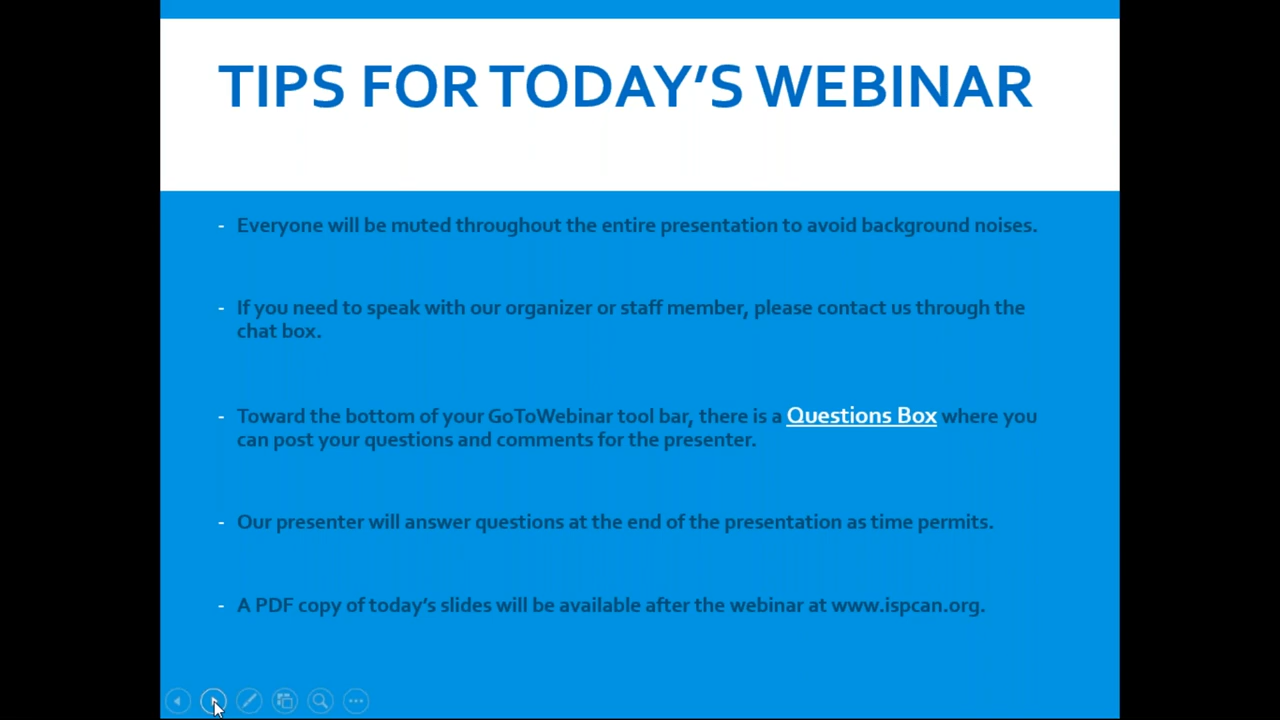 TIPS FOR TODAY’S WEBINAR
- Everyone will be muted throughout the entire presentation to avoid background noises.
- If you need to speak with our organizer or staff member, please contact us through the
chat box.
- Toward the bottom of your GoToWebinar tool bar, there is a Questions Box where you
can post your questions and comments for the presenter.
- Our presenter will answer questions at the end of the presentation as time permits.
- A PDF copy of today’s slides will be available after the webinar at www.ispcan.org.